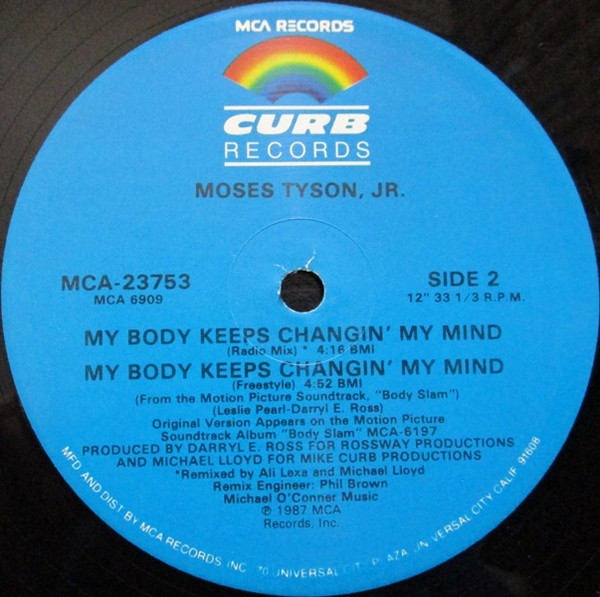 MCA RECORDS
CURB
RECORDS
MOSES TYSON, JR.
MCA-23753
MCA 6909
SIDE 2
12" 33 1/3 R.P.M.
MY BODY KEEPS CHANGIN' MY MIND
(Radio Mix) * 4:16 BMI
MY BODY KEEPS CHANGIN' MY MIND
(Freestyle) 4:52 BMI
(From the Motion Picture Soundtrack, "Body Slam")
(Leslie Pearl-Darryl E. Ross)
Original Version Appears on the Motion Picture
Soundtrack Album "Body Slam" MCA-6197
PRODUCED BY DARRYL E. ROSS FOR ROSSWAY PRODUCTIONS
AND MICHAEL LLOYD FOR MIKE CURB PRODUCTIONS
*Remixed by Ali Lexa and Michael Lloyd
Remix Engineer: Phil Brown
Michael O'Conner Music
℗ 1987 MCA
Records, Inc.
MFD AND DIST BY MCA RECORDS INC 70 UNIVERSAL CITY PLAZA UNIVERSAL CITY CALIF 91608